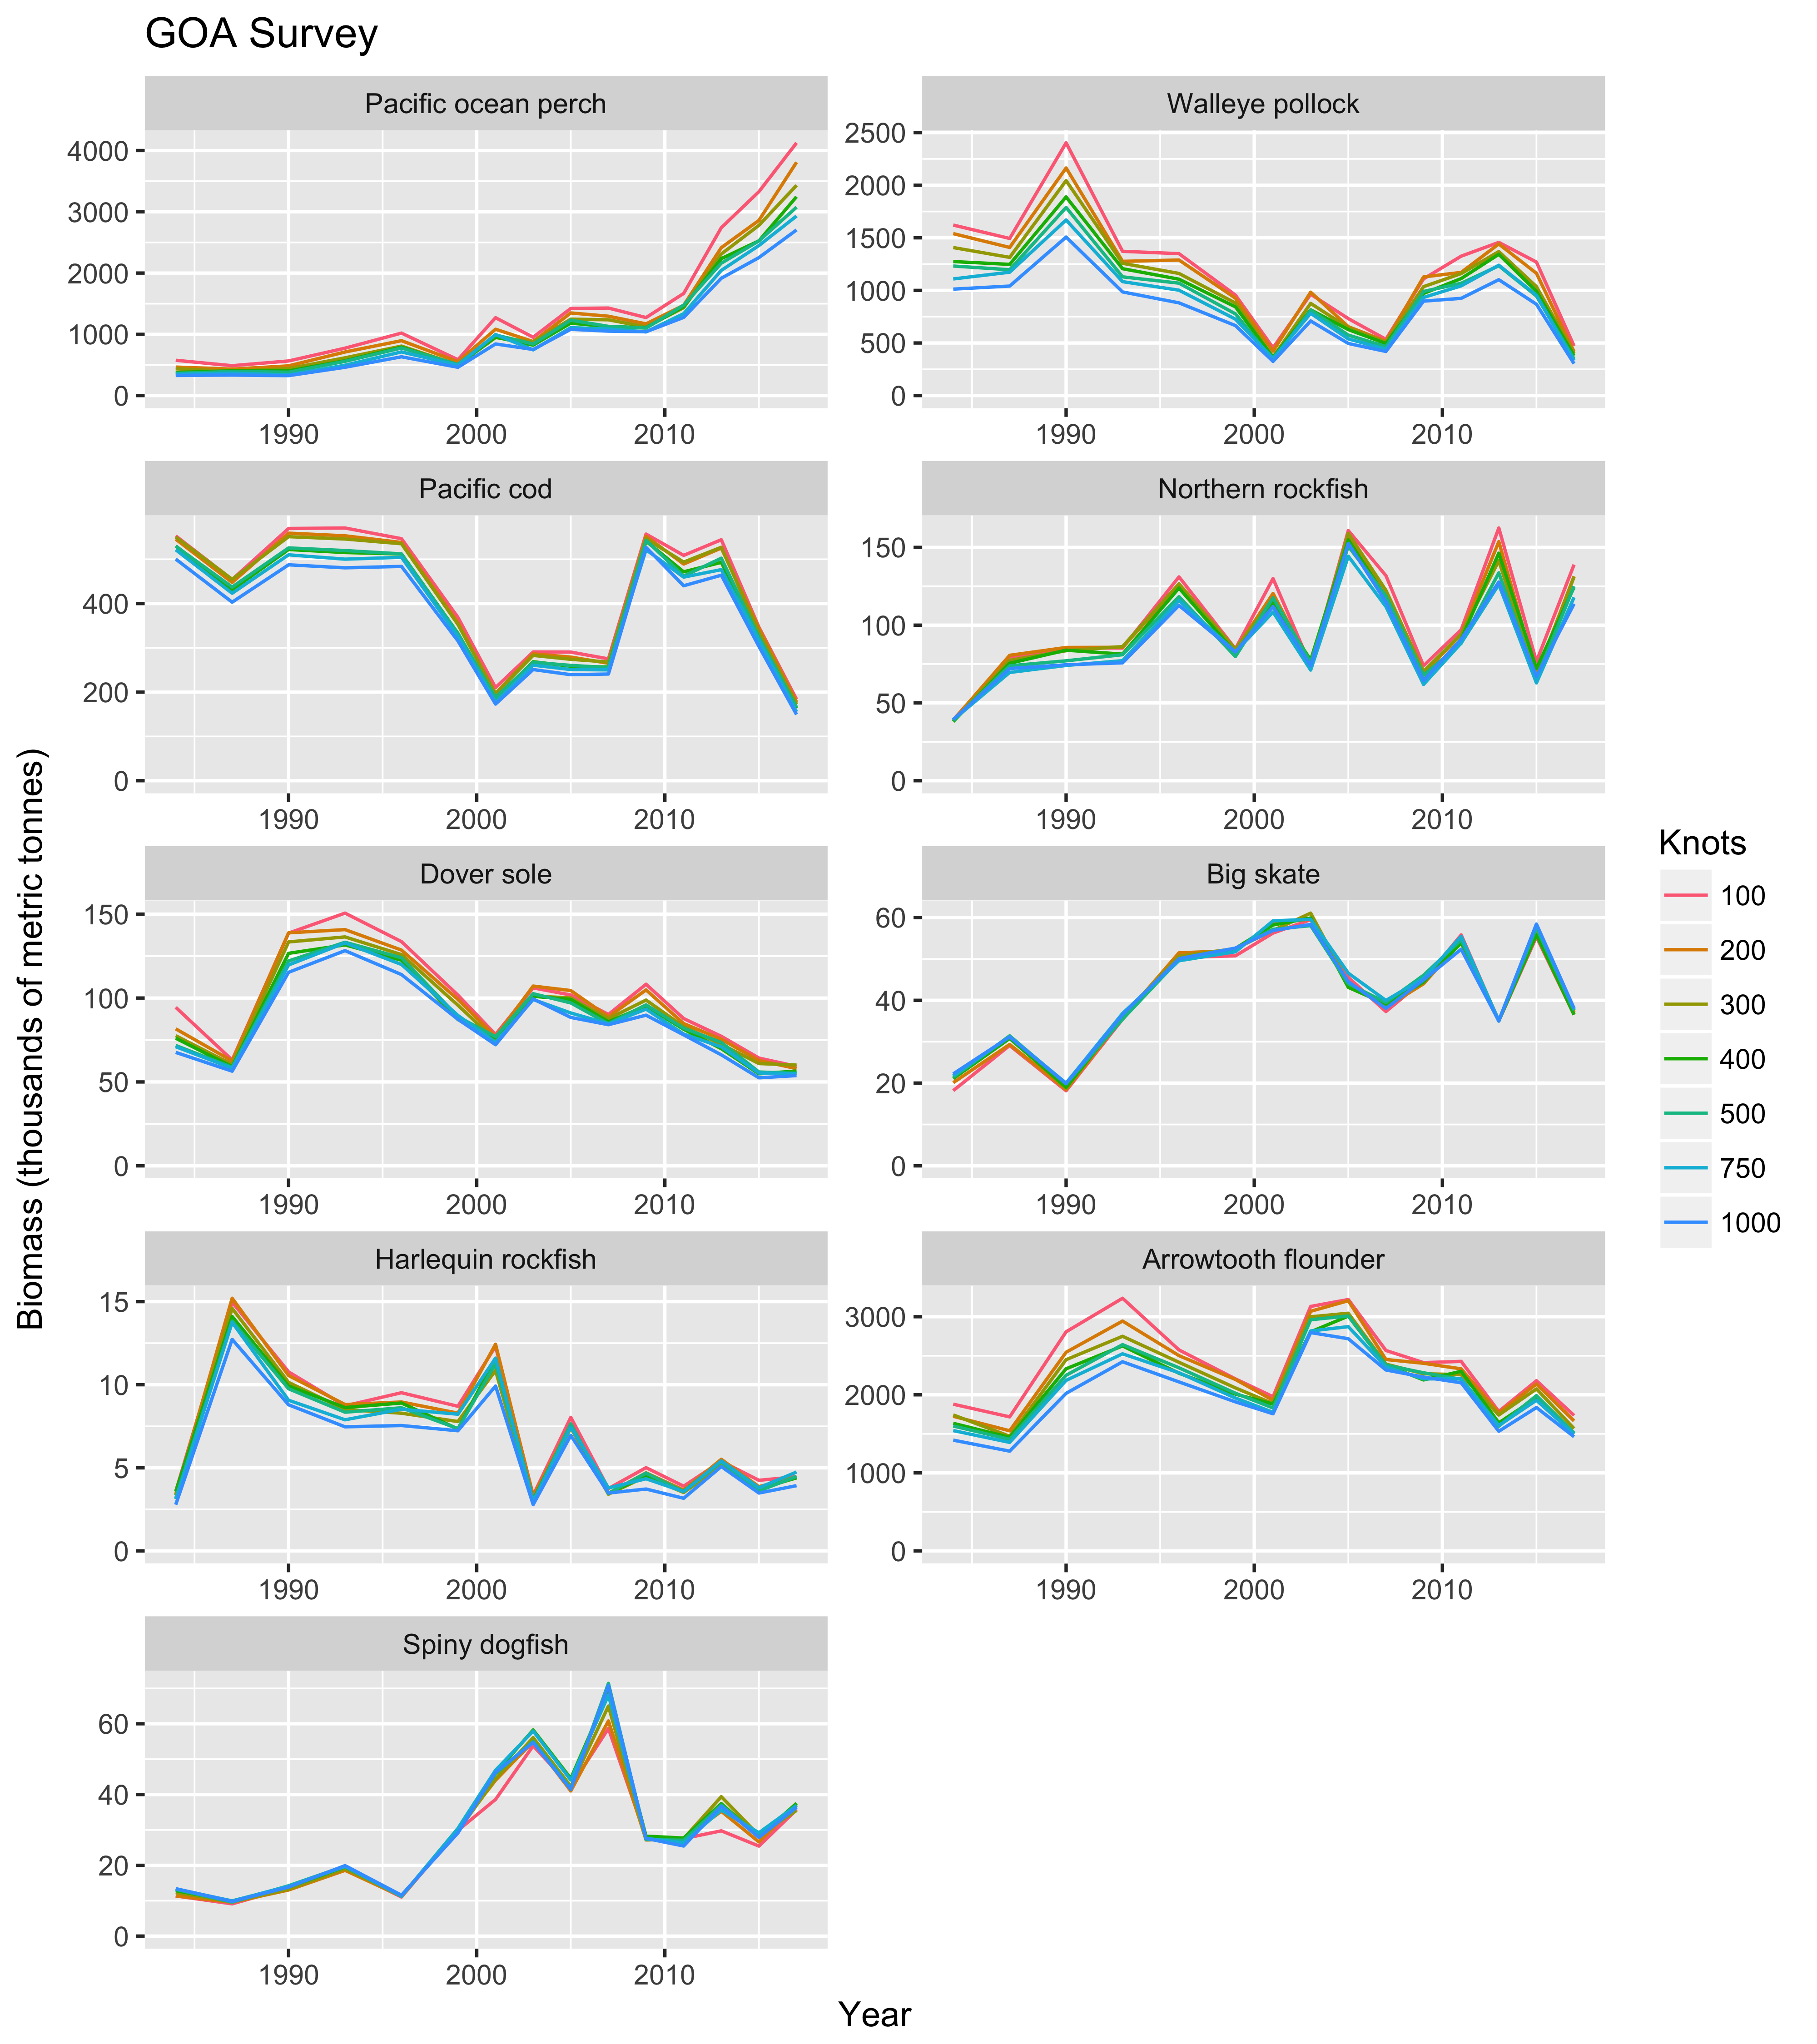 GOA Survey
Pacific ocean perch
Walleye pollock
4000
3000
2000
1000
0
2500
2000
1500
1000
500
0
1990 2000 2010
1990 2000 2010
Pacific cod
Northern rockfish
400
200
0
150
100
50
0
1990 2000 2010
1990 2000 2010
Dover sole
Big skate
150
100
50
0
60
40
20
0
1990 2000 2010
1990 2000 2010
Harlequin rockfish
Arrowtooth flounder
15
10
5
0
3000
2000
1000
0
1990 2000 2010
1990 2000 2010
Spiny dogfish
60
40
20
0
1990 2000 2010
Year
Biomass (thousands of metric tonnes)
Knots
100
200
300
400
500
750
1000